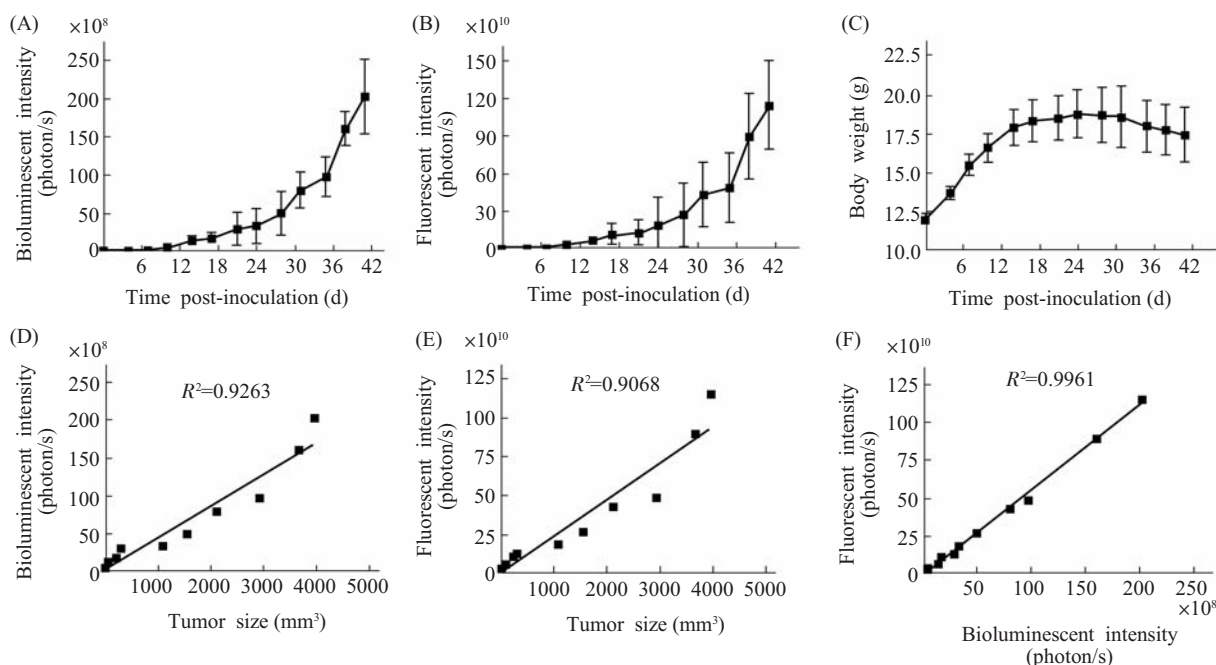 (A)
×10⁸
250
200
150
100
50
0
6 14 18 24 30 36 42
Bioluminescent intensity
(photon/s)
Time post-inoculation (d)
(B)
×10¹⁰
150
120
90
60
30
0
6 12 18 24 30 36 42
Fluorescent intensity
(photon/s)
Time post-inoculation (d)
(C)
22.5
20.0
17.5
15.0
12.5
10.0
6 12 18 24 30 36 42
Body weight (g)
Time post-inoculation (d)
(D)
×10⁸
250
200
150
100
50
0
1000 2000 3000 4000 5000
R²=0.9263
Bioluminescent intensity
(photon/s)
Tumor size (mm³)
(E)
×10¹⁰
125
100
75
50
25
0
1000 2000 3000 4000 5000
R²=0.9068
Fluorescent intensity
(photon/s)
Tumor size (mm³)
(F)
×10¹⁰
125
100
75
50
25
0
50 100 150 200 250
×10⁸
R²=0.9961
Fluorescent intensity
(photon/s)
Bioluminescent intensity
(photon/s)